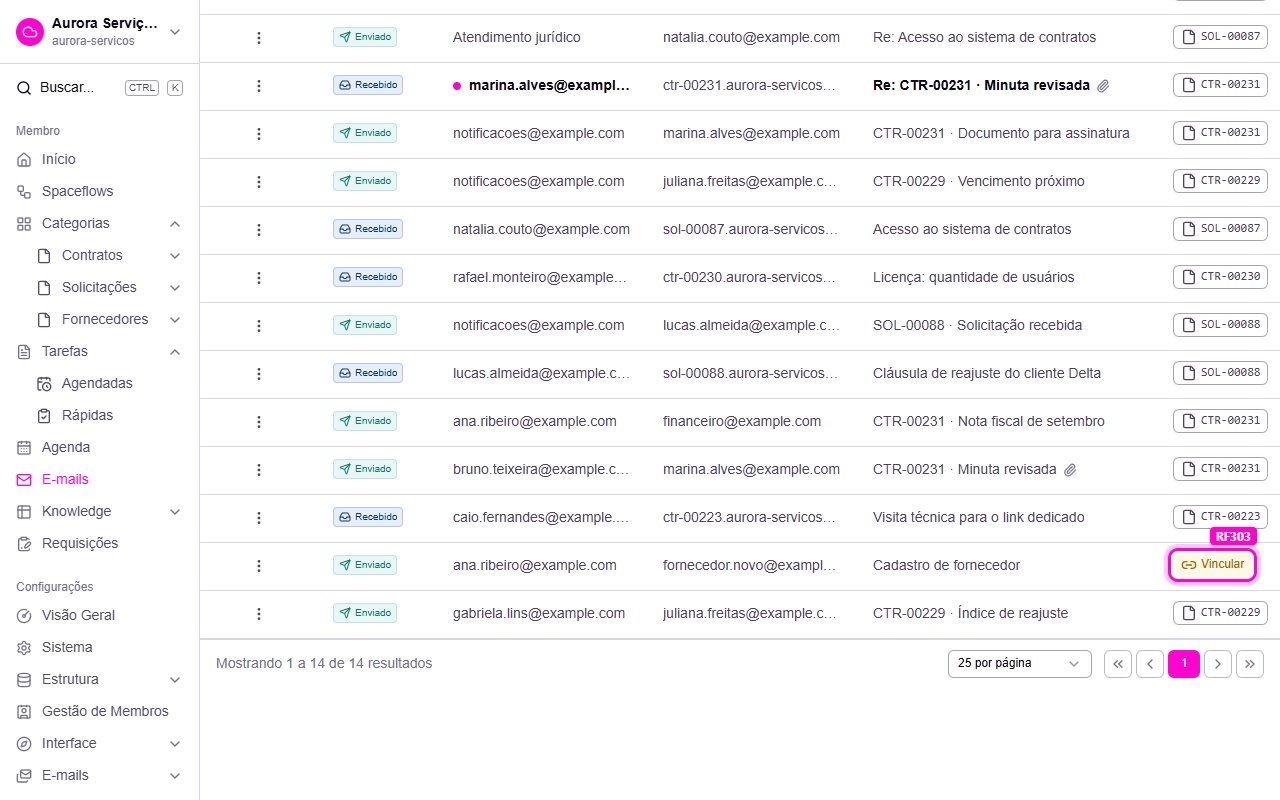 Aurora Serviç...
aurora-servicos
Buscar... CTRL K
Membro
Início
Spaceflows
Categorias
Contratos
Solicitações
Fornecedores
Tarefas
Agendadas
Rápidas
Agenda
E-mails
Knowledge
Requisições
Configurações
Visão Geral
Sistema
Estrutura
Gestão de Membros
Interface
E-mails
Enviado Atendimento jurídico natalia.couto@example.com Re: Acesso ao sistema de contratos SOL-00087
Recebido marina.alves@exampl... ctr-00231.aurora-servicos... Re: CTR-00231 · Minuta revisada CTR-00231
Enviado notificacoes@example.com marina.alves@example.com CTR-00231 · Documento para assinatura CTR-00231
Enviado notificacoes@example.com juliana.freitas@example.c... CTR-00229 · Vencimento próximo CTR-00229
Recebido natalia.couto@example.com sol-00087.aurora-servicos... Acesso ao sistema de contratos SOL-00087
Recebido rafael.monteiro@example... ctr-00230.aurora-servicos... Licença: quantidade de usuários CTR-00230
Enviado notificacoes@example.com lucas.almeida@example.c... SOL-00088 · Solicitação recebida SOL-00088
Recebido lucas.almeida@example.c... sol-00088.aurora-servicos... Cláusula de reajuste do cliente Delta SOL-00088
Enviado ana.ribeiro@example.com financeiro@example.com CTR-00231 · Nota fiscal de setembro CTR-00231
Enviado bruno.teixeira@example.c... marina.alves@example.com CTR-00231 · Minuta revisada CTR-00231
Recebido caio.fernandes@example.... ctr-00223.aurora-servicos... Visita técnica para o link dedicado CTR-00223
RF303
Enviado ana.ribeiro@example.com fornecedor.novo@exampl... Cadastro de fornecedor Vincular
Enviado gabriela.lins@example.com juliana.freitas@example.c... CTR-00229 · Índice de reajuste CTR-00229
Mostrando 1 a 14 de 14 resultados 25 por página 1